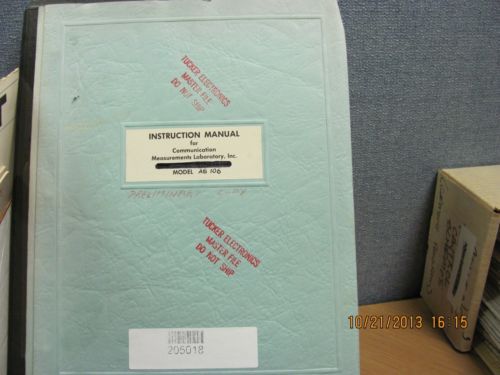 TUCKER ELECTRONICS
MASTER FILE
DO NOT SHIP
INSTRUCTION MANUAL
for
Communication
Measurements Laboratory, Inc.
MODEL AG 106
PRELIMINARY COPY
TUCKER ELECTRONICS
MASTER FILE
DO NOT SHIP
205018
10/21/2013 16:15